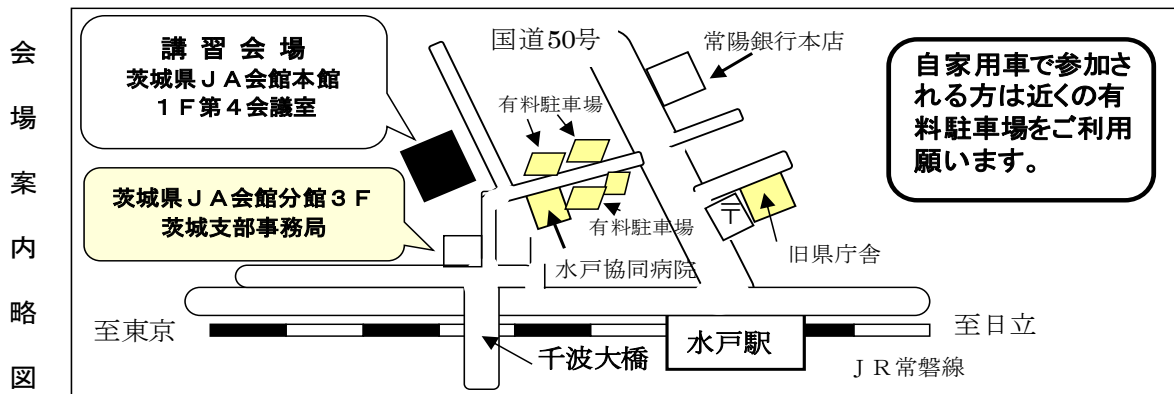 会場案内略図
講習会場
茨城県ＪＡ会館本館
１Ｆ第４会議室
茨城県ＪＡ会館分館３Ｆ
茨城支部事務局
国道50号
常陽銀行本店
有料駐車場
有料駐車場
水戸協同病院
〒
旧県庁舎
自家用車で参加さ
れる方は近くの有
料駐車場をご利用
願います。
至東京
千波大橋
水戸駅
至日立
ＪＲ常磐線